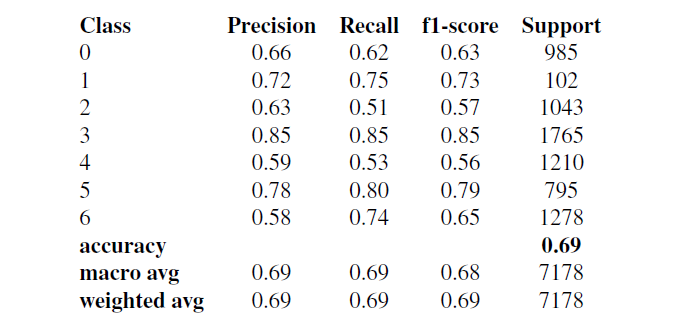 Class Precision Recall f1-score Support
0 0.66 0.62 0.63 985
1 0.72 0.75 0.73 102
2 0.63 0.51 0.57 1043
3 0.85 0.85 0.85 1765
4 0.59 0.53 0.56 1210
5 0.78 0.80 0.79 795
6 0.58 0.74 0.65 1278
accuracy 0.69
macro avg 0.69 0.69 0.68 7178
weighted avg 0.69 0.69 0.69 7178